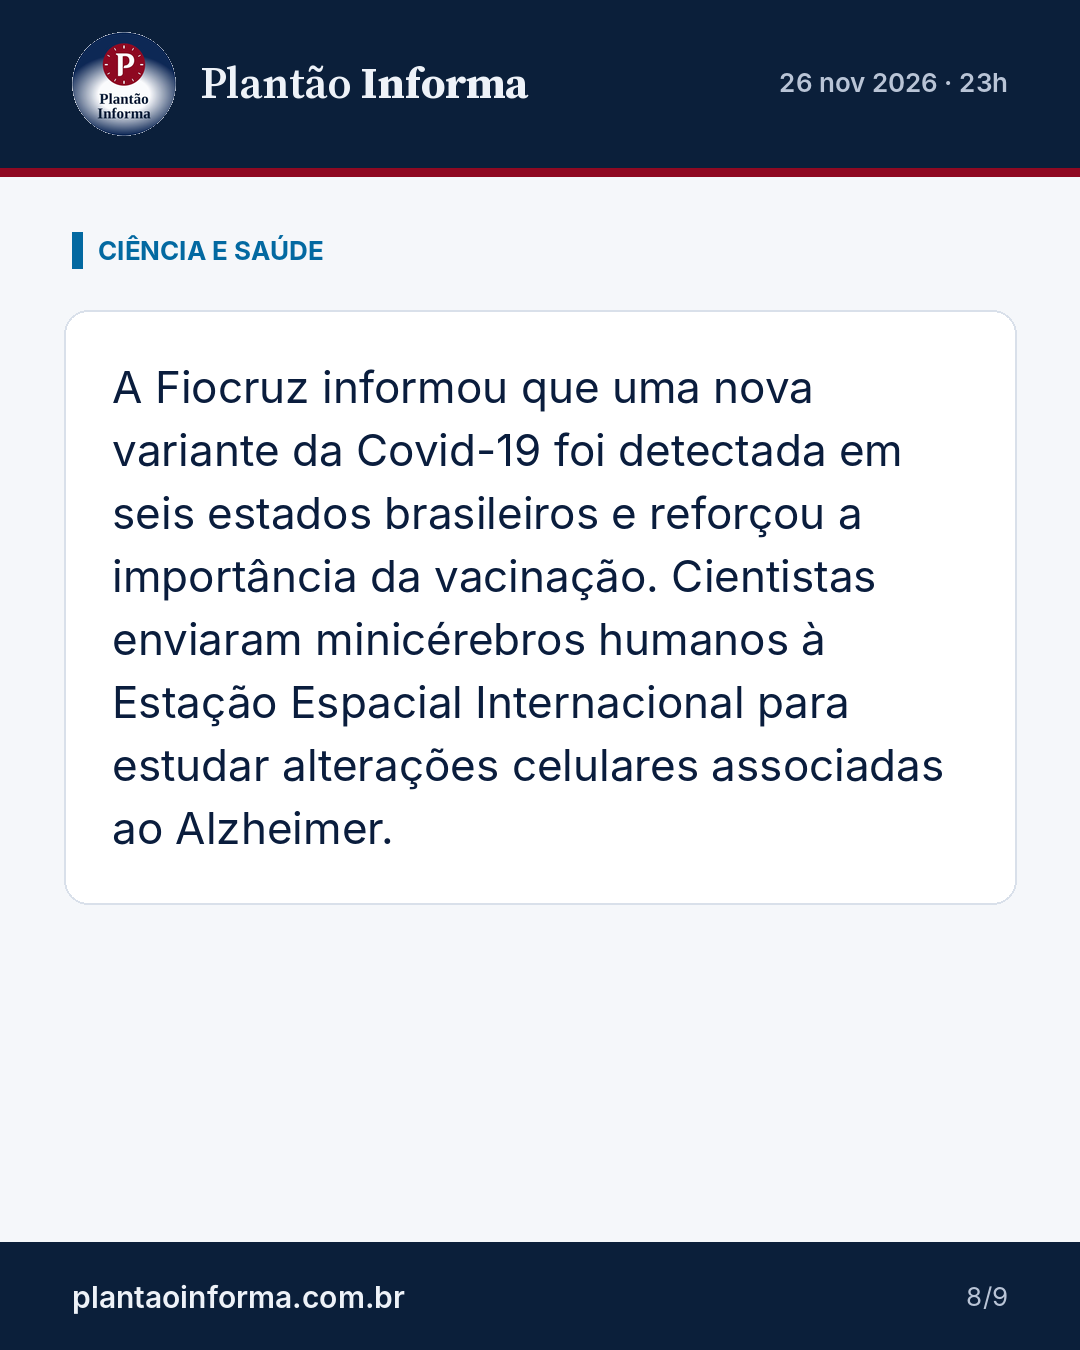 P
Plantão
Informa
Plantão Informa
26 nov 2026 · 23h
CIÊNCIA E SAÚDE
A Fiocruz informou que uma nova
variante da Covid-19 foi detectada em
seis estados brasileiros e reforçou a
importância da vacinação. Cientistas
enviaram minicérebros humanos à
Estação Espacial Internacional para
estudar alterações celulares associadas
ao Alzheimer.
plantaoinforma.com.br
8/9